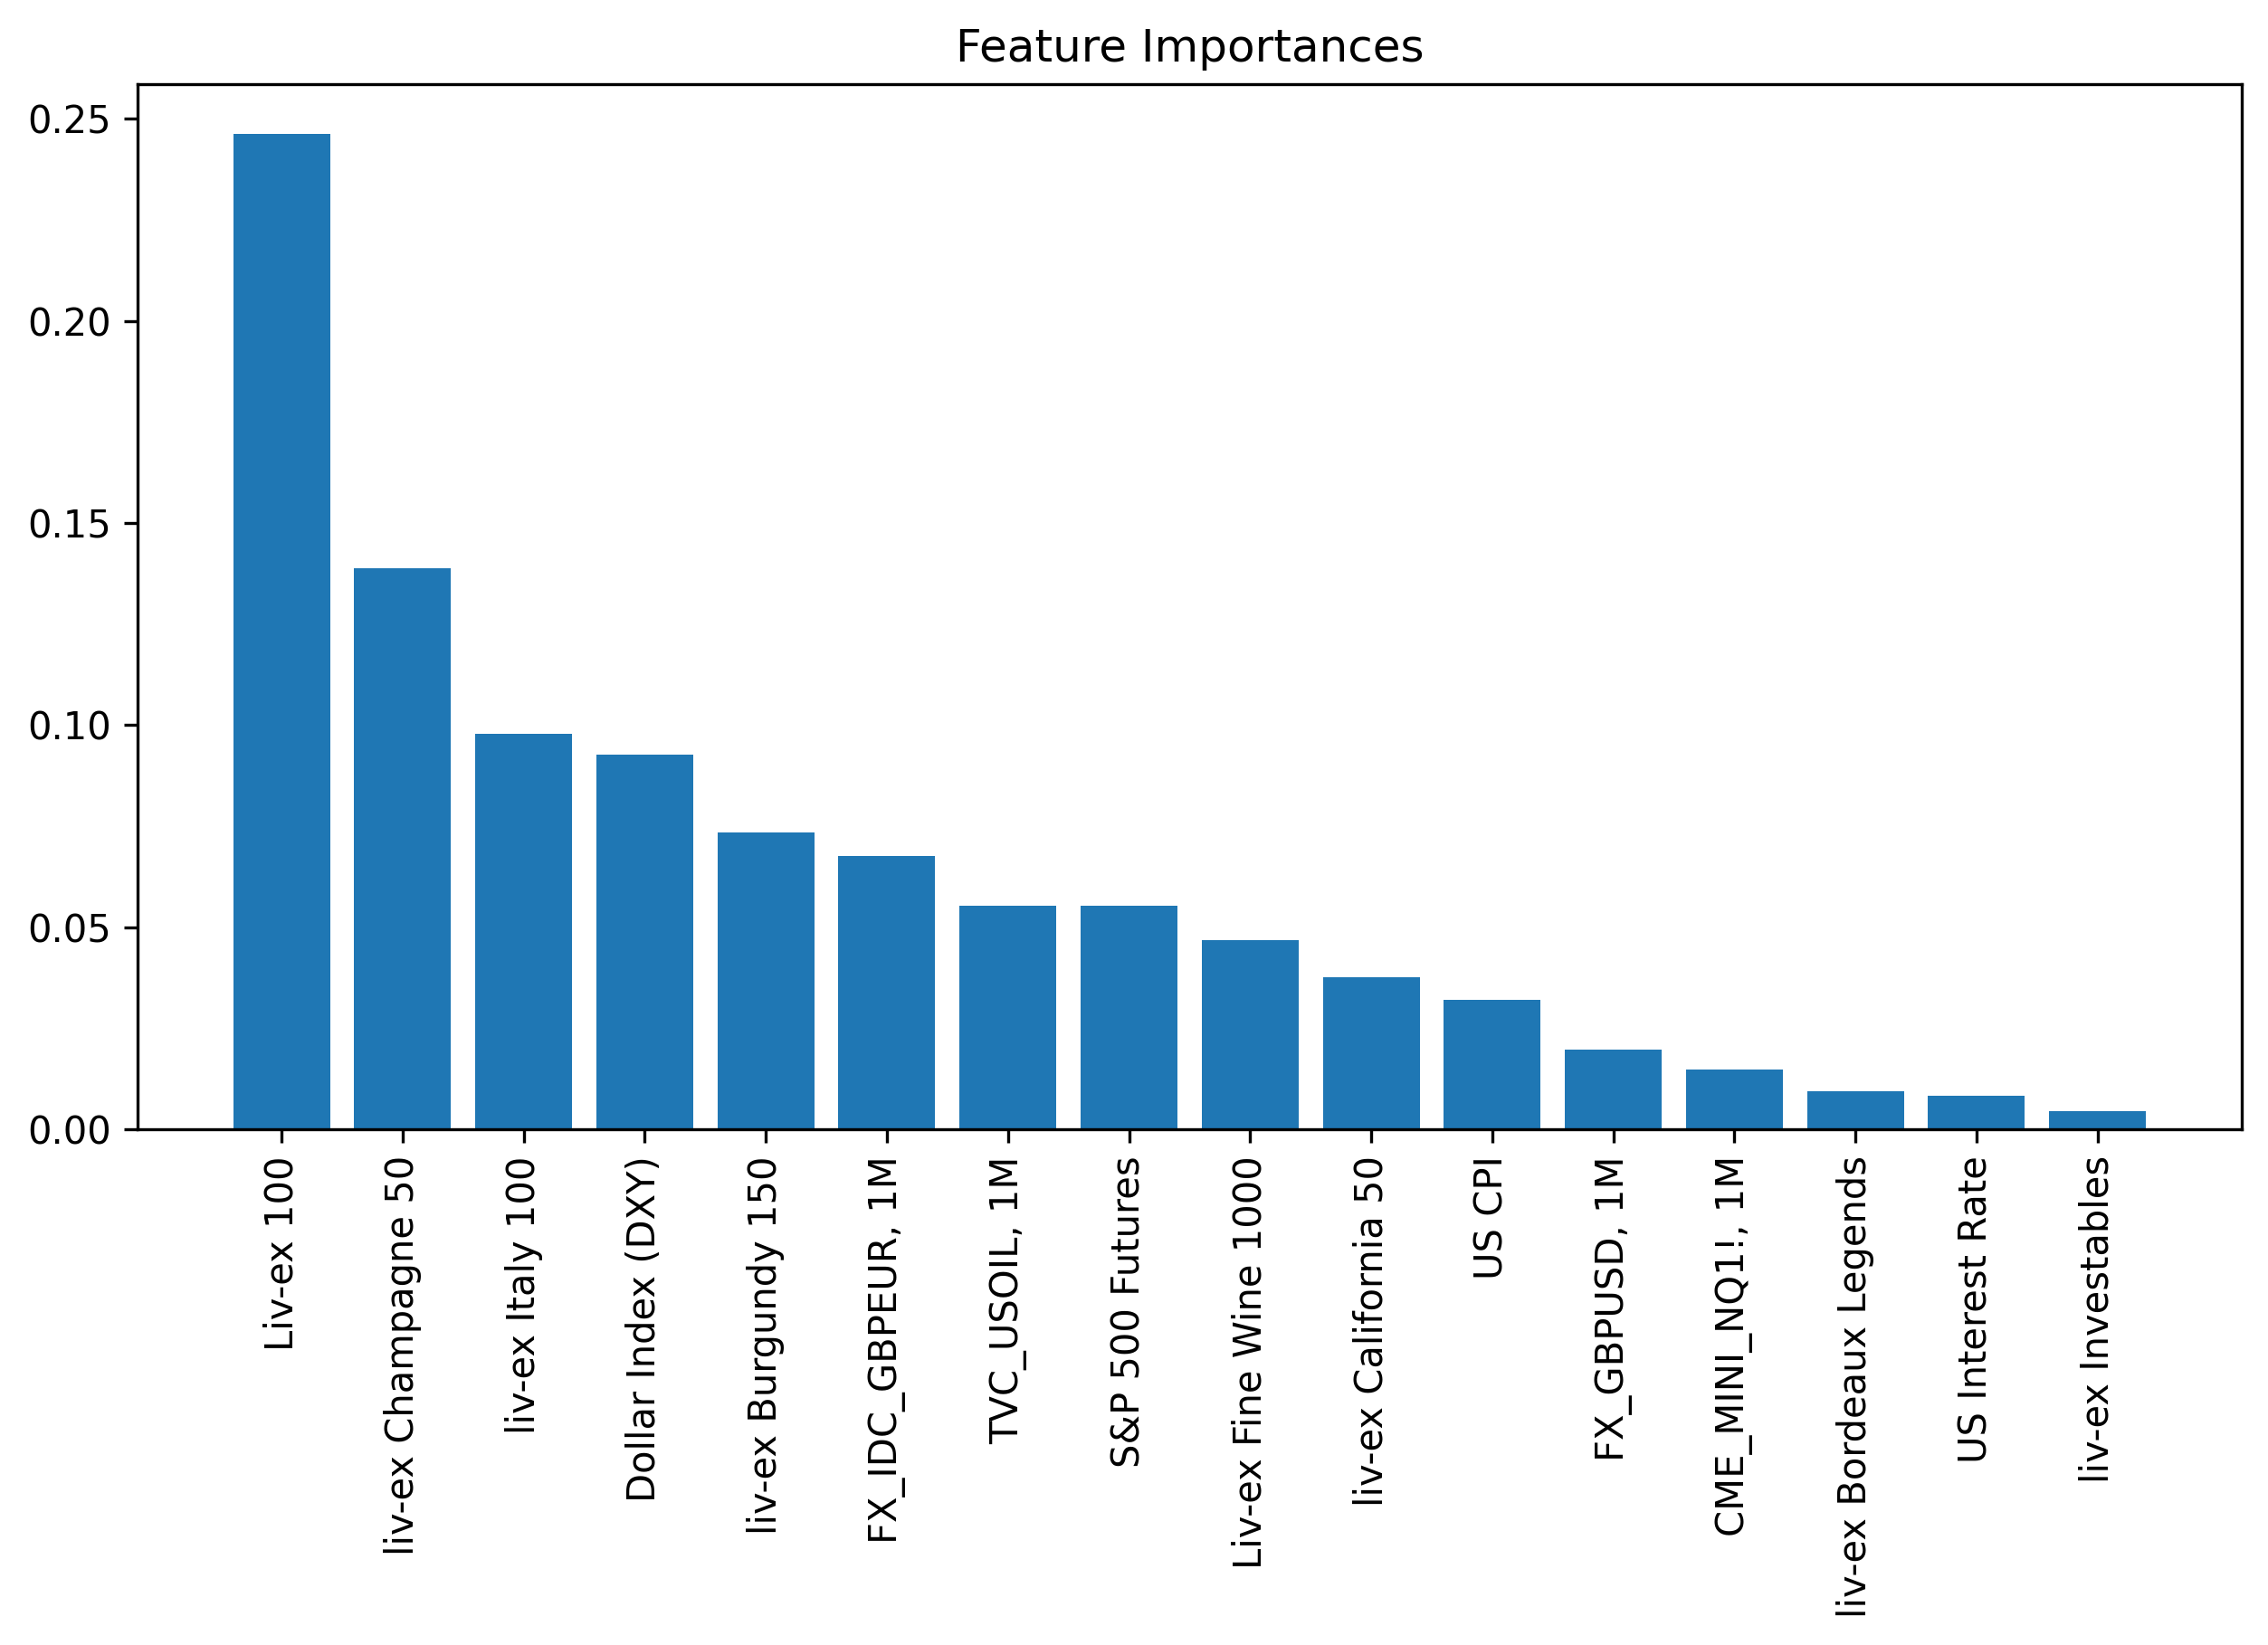 Feature Importances
0.25
0.20
0.15
0.10
0.05
0.00
Liv-ex 100
liv-ex Champagne 50
liv-ex Italy 100
Dollar Index (DXY)
liv-ex Burgundy 150
FX_IDC_GBPEUR, 1M
TVC_USOIL, 1M
S&P 500 Futures
Liv-ex Fine Wine 1000
liv-ex California 50
US CPI
FX_GBPUSD, 1M
CME_MINI_NQ1!, 1M
liv-ex Bordeaux Legends
US Interest Rate
liv-ex Investables